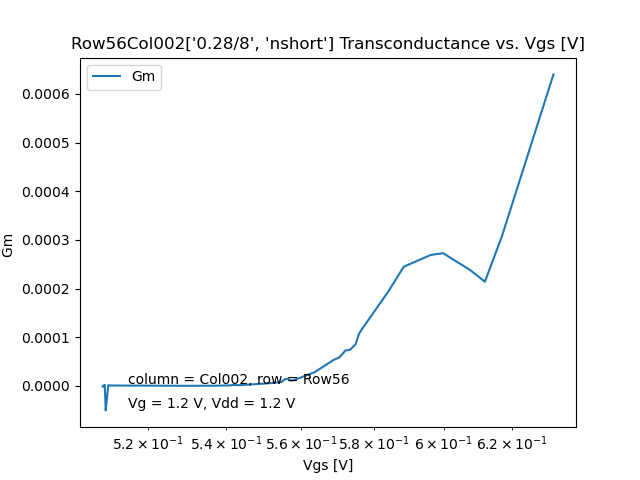 Row56Col002['0.28/8', 'nshort'] Transconductance vs. Vgs [V]
Gm
0.0006
0.0005
0.0004
0.0003
0.0002
0.0001
0.0000
Gm
column = Col002, row = Row56
Vg = 1.2 V, Vdd = 1.2 V
5.2 × 10⁻¹ 5.4 × 10⁻¹ 5.6 × 10⁻¹ 5.8 × 10⁻¹ 6 × 10⁻¹ 6.2 × 10⁻¹
Vgs [V]